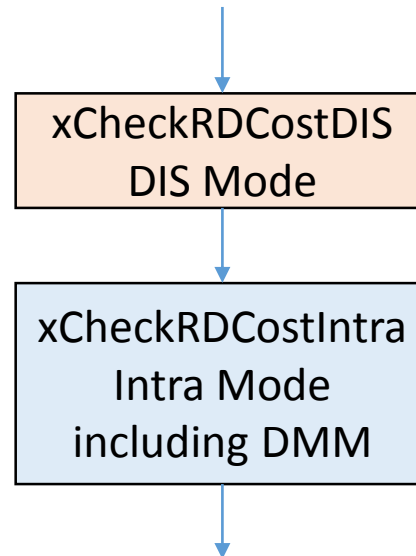 xCheckRDCostDIS
DIS Mode
xCheckRDCostIntra
Intra Mode
including DMM